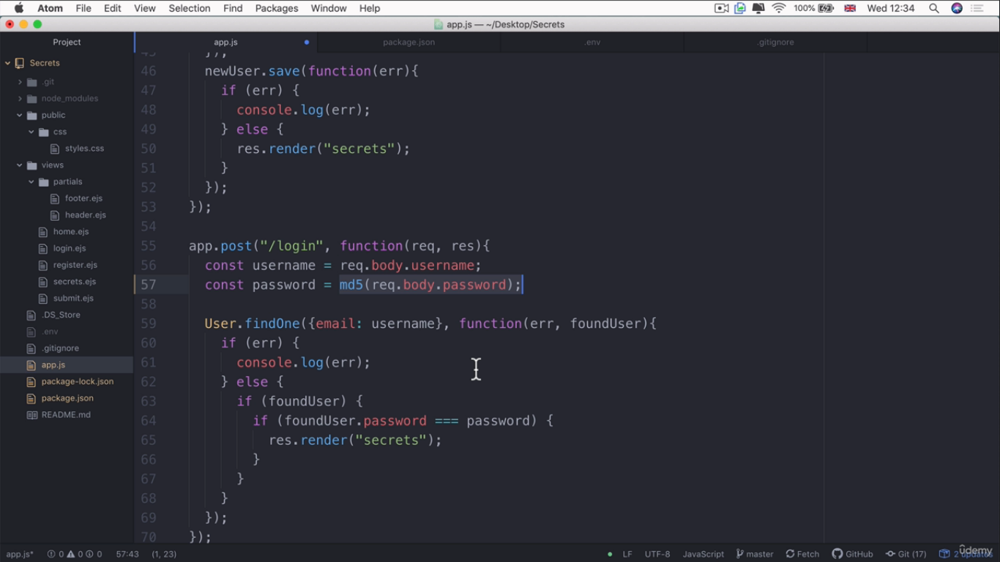 Atom File Edit View Selection Find Packages Window Help 100% Wed 12:34
app.js — ~/Desktop/Secrets
Project app.js package.json .env .gitignore
Secrets
.git
node_modules
public
css
styles.css
views
partials
footer.ejs
header.ejs
home.ejs
login.ejs
register.ejs
secrets.ejs
submit.ejs
.DS_Store
.env
.gitignore
app.js
package-lock.json
package.json
README.md
45 });
46 newUser.save(function(err){
47 if (err) {
48 console.log(err);
49 } else {
50 res.render("secrets");
51 }
52 });
53 });
54
55 app.post("/login", function(req, res){
56 const username = req.body.username;
57 const password = md5(req.body.password);
58
59 User.findOne({email: username}, function(err, foundUser){
60 if (err) {
61 console.log(err);
62 } else {
63 if (foundUser) {
64 if (foundUser.password === password) {
65 res.render("secrets");
66 }
67 }
68 }
69 });
70 });
app.js* 0 0 0 57:43 (1, 23) LF UTF-8 JavaScript master Fetch GitHub Git (17) 2 updates
udemy